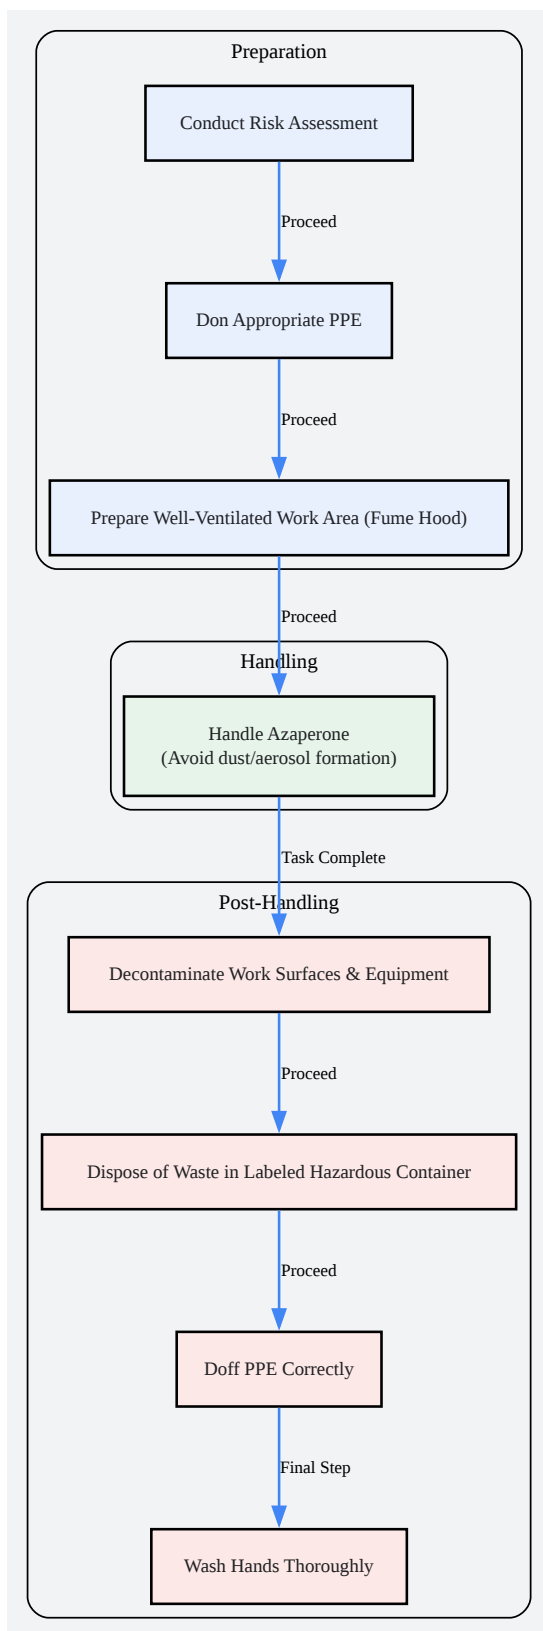 Preparation
Conduct Risk Assessment
Proceed
Don Appropriate PPE
Proceed
Prepare Well-Ventilated Work Area (Fume Hood)
Proceed
Handling
Handle Azaperone
(Avoid dust/aerosol formation)
Task Complete
Post-Handling
Decontaminate Work Surfaces & Equipment
Proceed
Dispose of Waste in Labeled Hazardous Container
Proceed
Doff PPE Correctly
Final Step
Wash Hands Thoroughly